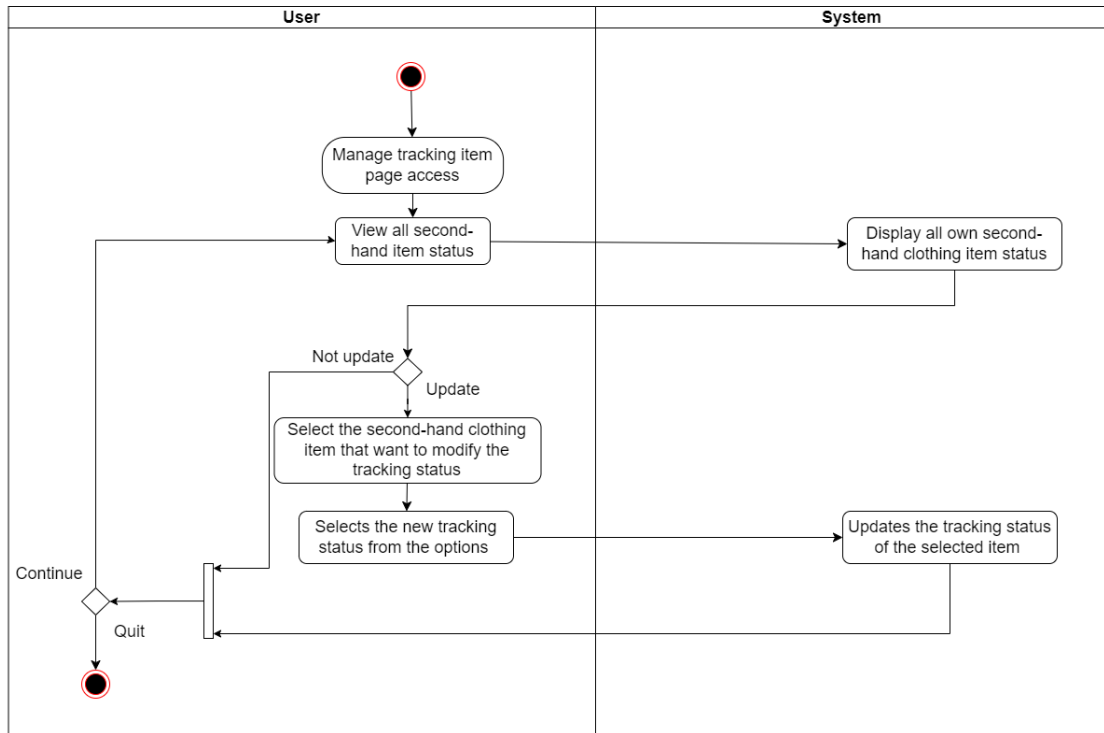 User
System
Manage tracking item
page access
View all second-
hand item status
Display all own second-
hand clothing item status
Not update
Update
Select the second-hand clothing
item that want to modify the
tracking status
Selects the new tracking
status from the options
Updates the tracking status
of the selected item
Continue
Quit